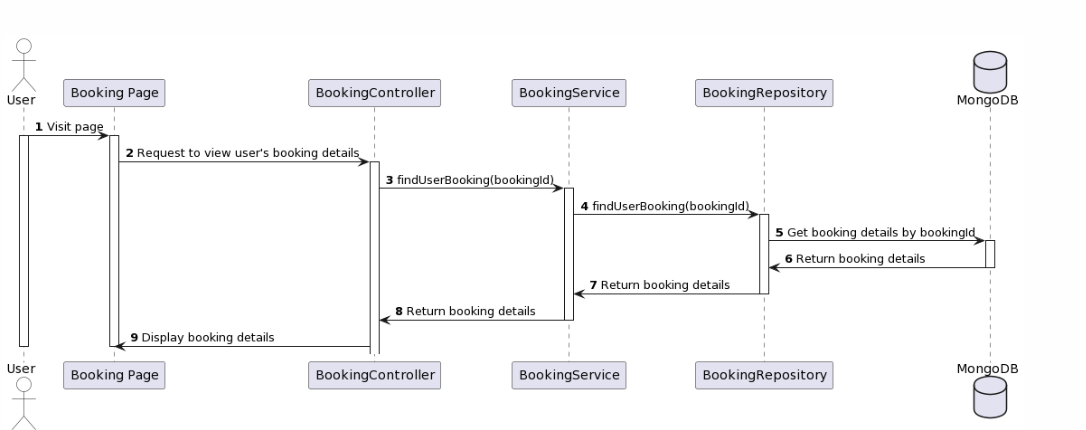 User
Booking Page
BookingController
BookingService
BookingRepository
MongoDB
1 Visit page
2 Request to view user's booking details
3 findUserBooking(bookingId)
4 findUserBooking(bookingId)
5 Get booking details by bookingId
6 Return booking details
7 Return booking details
8 Return booking details
9 Display booking details
User
Booking Page
BookingController
BookingService
BookingRepository
MongoDB